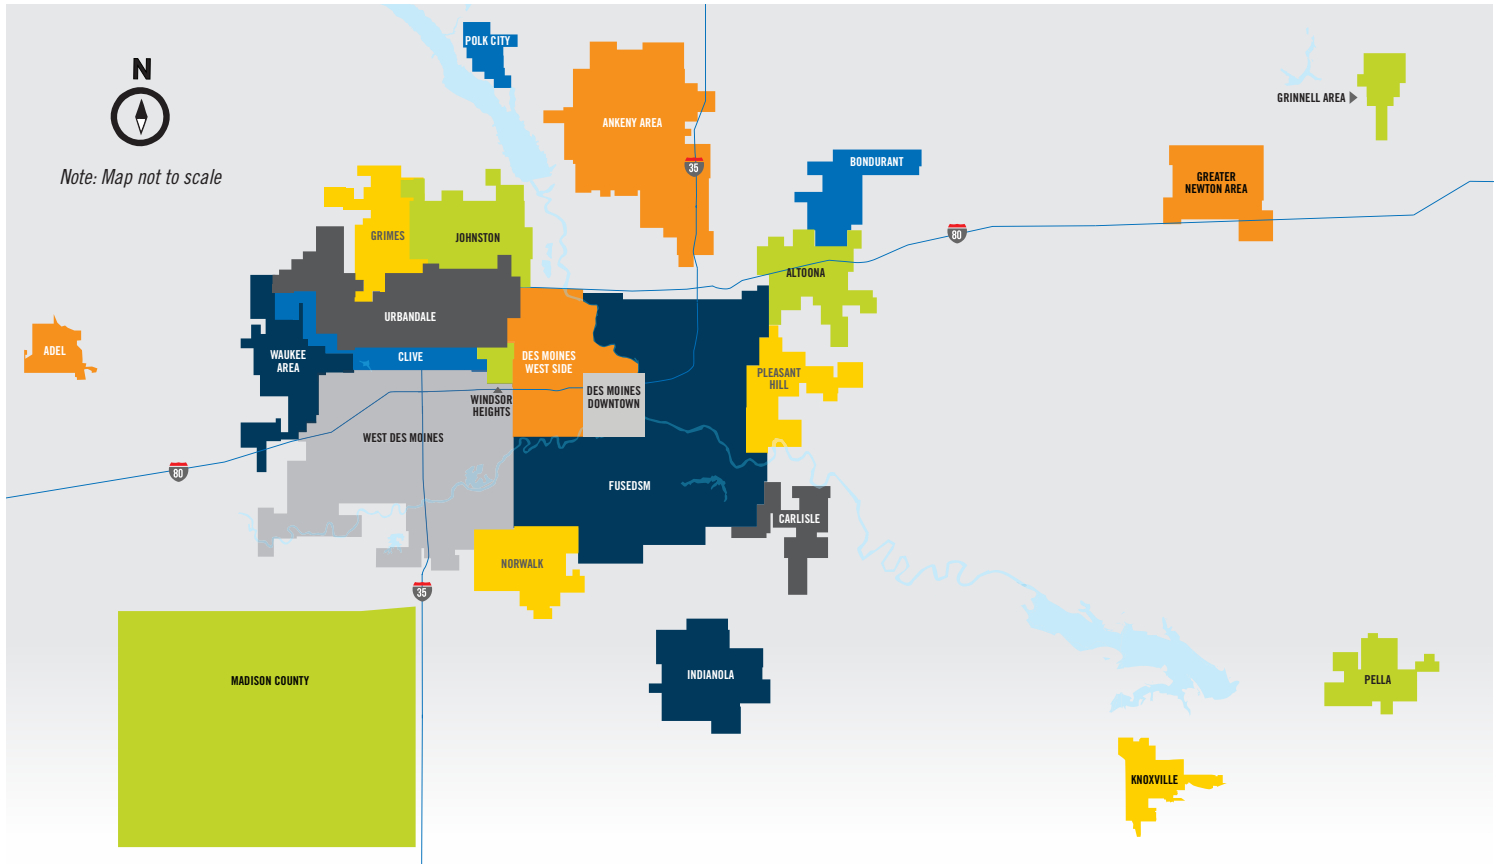 POLK CITY
N
GRINNELL AREA
ANKENY AREA
35
BONDURANT
Note: Map not to scale
GREATER
NEWTON AREA
80
GRIMES
JOHNSTON
ALTOONA
URBANDALE
ADEL
WAUKEE
AREA
CLIVE
DES MOINES
WEST SIDE
PLEASANT
HILL
DES MOINES
DOWNTOWN
WINDSOR
HEIGHTS
WEST DES MOINES
80
FUSEDSM
CARLISLE
NORWALK
35
MADISON COUNTY
INDIANOLA
PELLA
KNOXVILLE